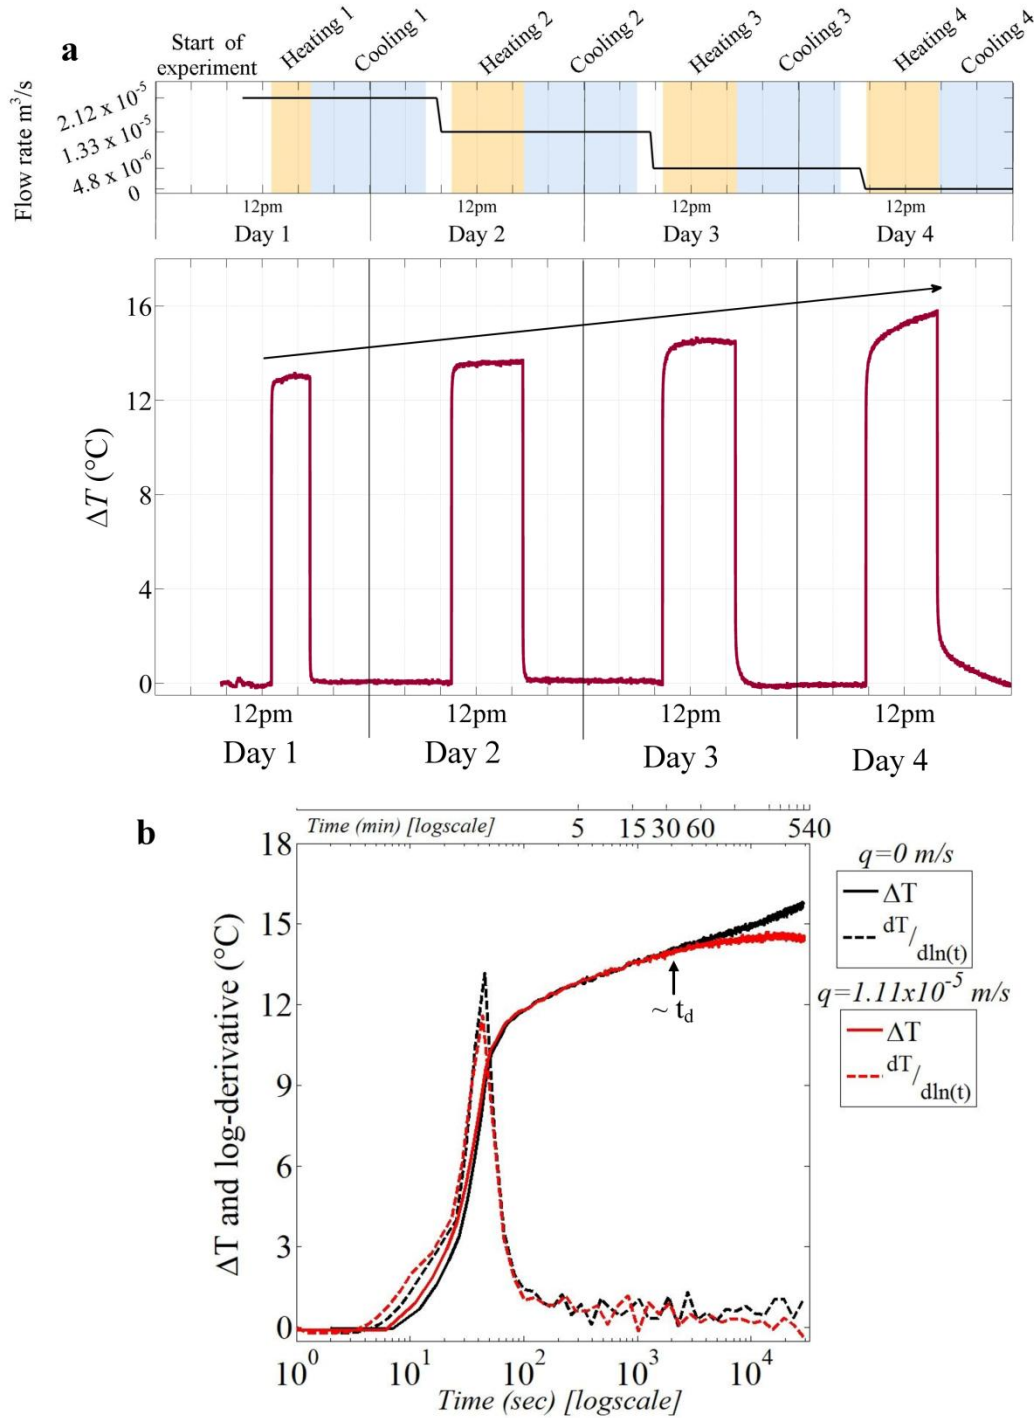 a
Start of experiment
Heating 1
Cooling 1
Heating 2
Cooling 2
Heating 3
Cooling 3
Heating 4
Cooling 4
Flow rate m³/s
2.12 x 10⁻⁵
1.33 x 10⁻⁵
4.8 x 10⁻⁶
0
12pm 12pm 12pm 12pm
Day 1 Day 2 Day 3 Day 4
ΔT (°C)
16
12
8
4
0
12pm 12pm 12pm 12pm
Day 1 Day 2 Day 3 Day 4
b
Time (min) [logscale] 5 15 30 60 540
ΔT and log-derivative (°C)
18
15
12
9
6
3
0
~ t_d
q=0 m/s
ΔT
dT/dln(t)
q=1.11x10⁻⁵ m/s
ΔT
dT/dln(t)
10⁰ 10¹ 10² 10³ 10⁴
Time (sec) [logscale]